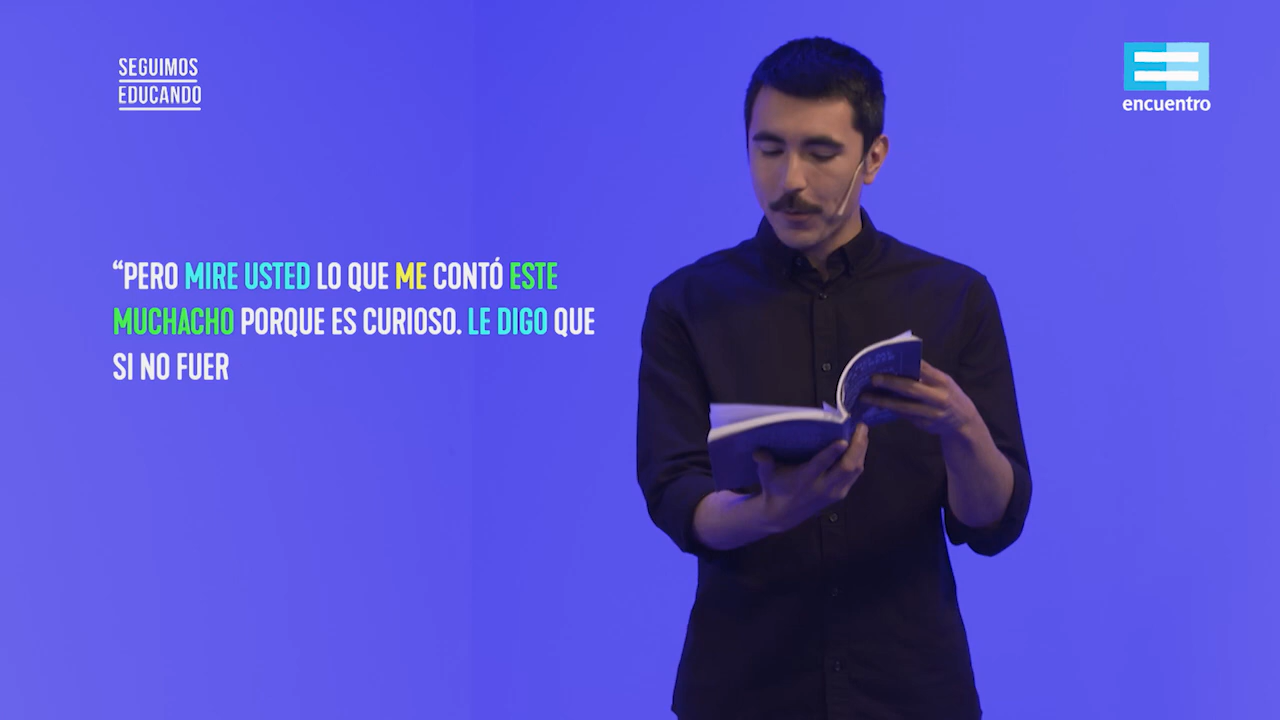 SEGUIMOS
EDUCANDO
encuentro
“PERO MIRE USTED LO QUE ME CONTÓ ESTE
MUCHACHO PORQUE ES CURIOSO. LE DIGO QUE
SI NO FUER